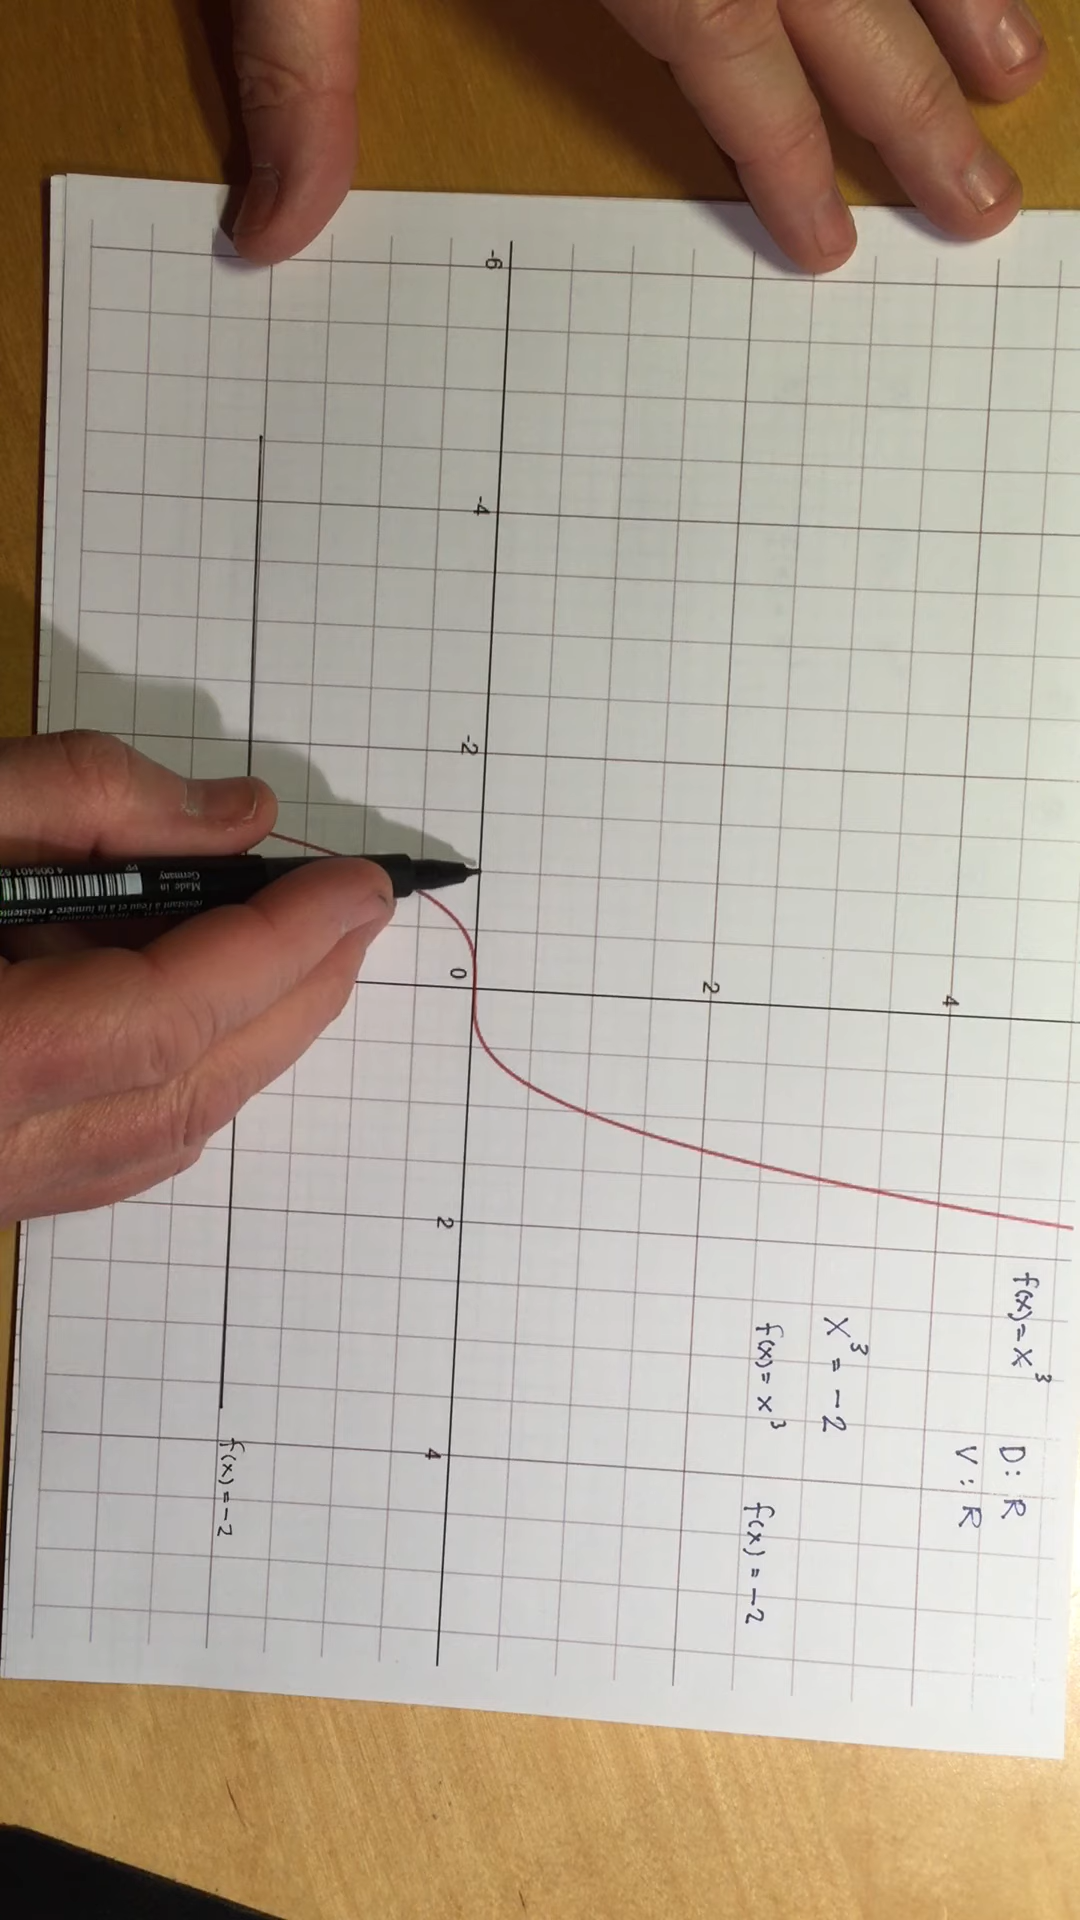 f(x) = x³ D: R
V: R
x³ = -2
f(x) = x³ f(x) = -2
4
2
-6 -4 -2 0 2 4
f(x) = -2
Made in
Germany